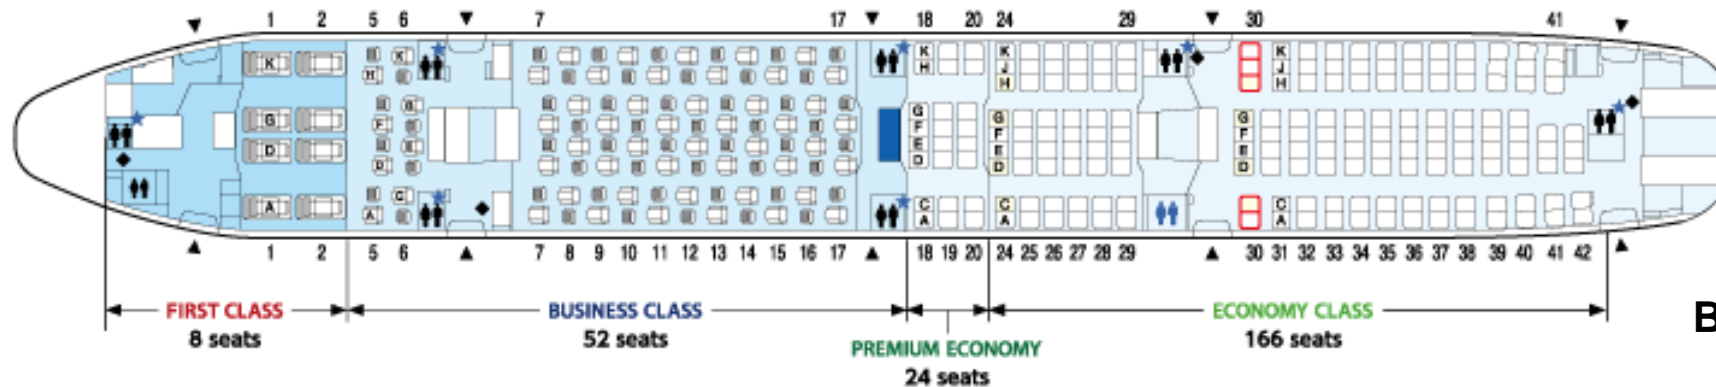 1 2 5 6 7 17 18 20 24 29 30 41
K K K K K
H H J J
H H
G G G G
F F F F
D E E E
D D D D
C C C C
A A A A A
1 2 5 6 7 8 9 10 11 12 13 14 15 16 17 18 19 20 24 25 26 27 28 29 30 31 32 33 34 35 36 37 38 39 40 41 42
FIRST CLASS BUSINESS CLASS ECONOMY CLASS
8 seats 52 seats 166 seats
B
PREMIUM ECONOMY
24 seats